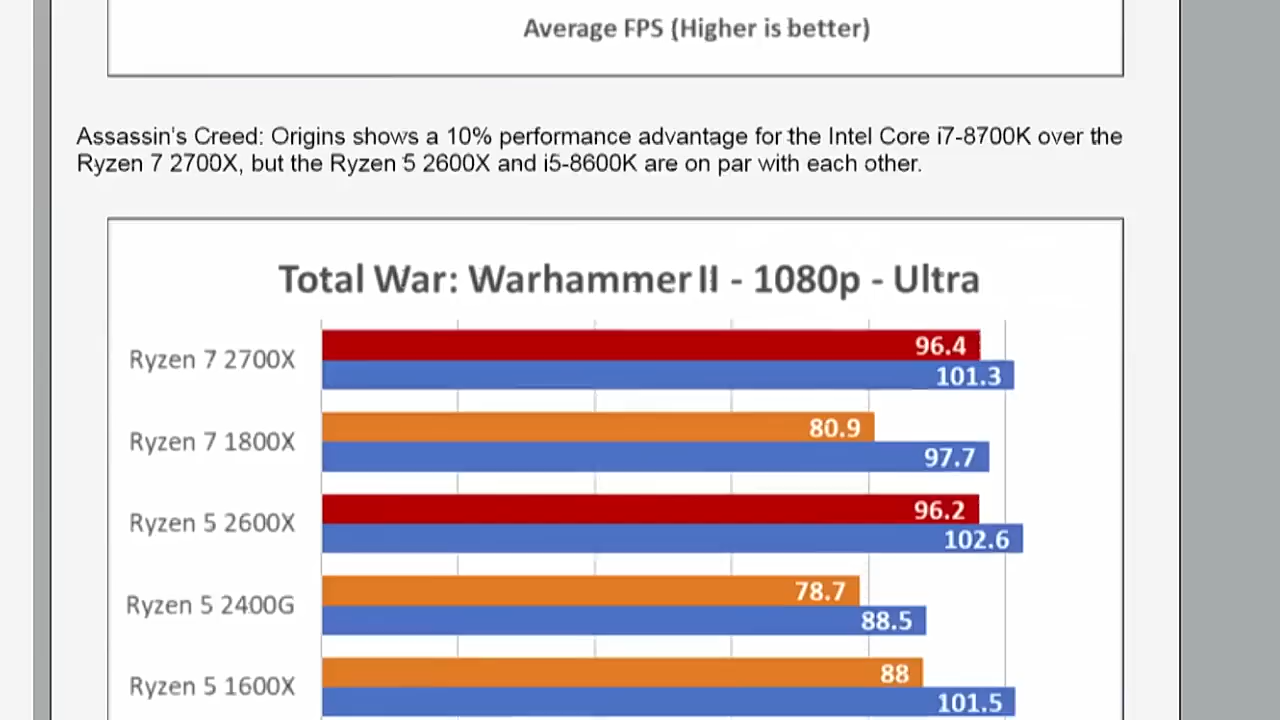 Average FPS (Higher is better)
Assassin's Creed: Origins shows a 10% performance advantage for the Intel Core i7-8700K over the
Ryzen 7 2700X, but the Ryzen 5 2600X and i5-8600K are on par with each other.
Total War: Warhammer II - 1080p - Ultra
Ryzen 7 2700X
96.4
101.3
Ryzen 7 1800X
80.9
97.7
Ryzen 5 2600X
96.2
102.6
Ryzen 5 2400G
78.7
88.5
Ryzen 5 1600X
88
101.5